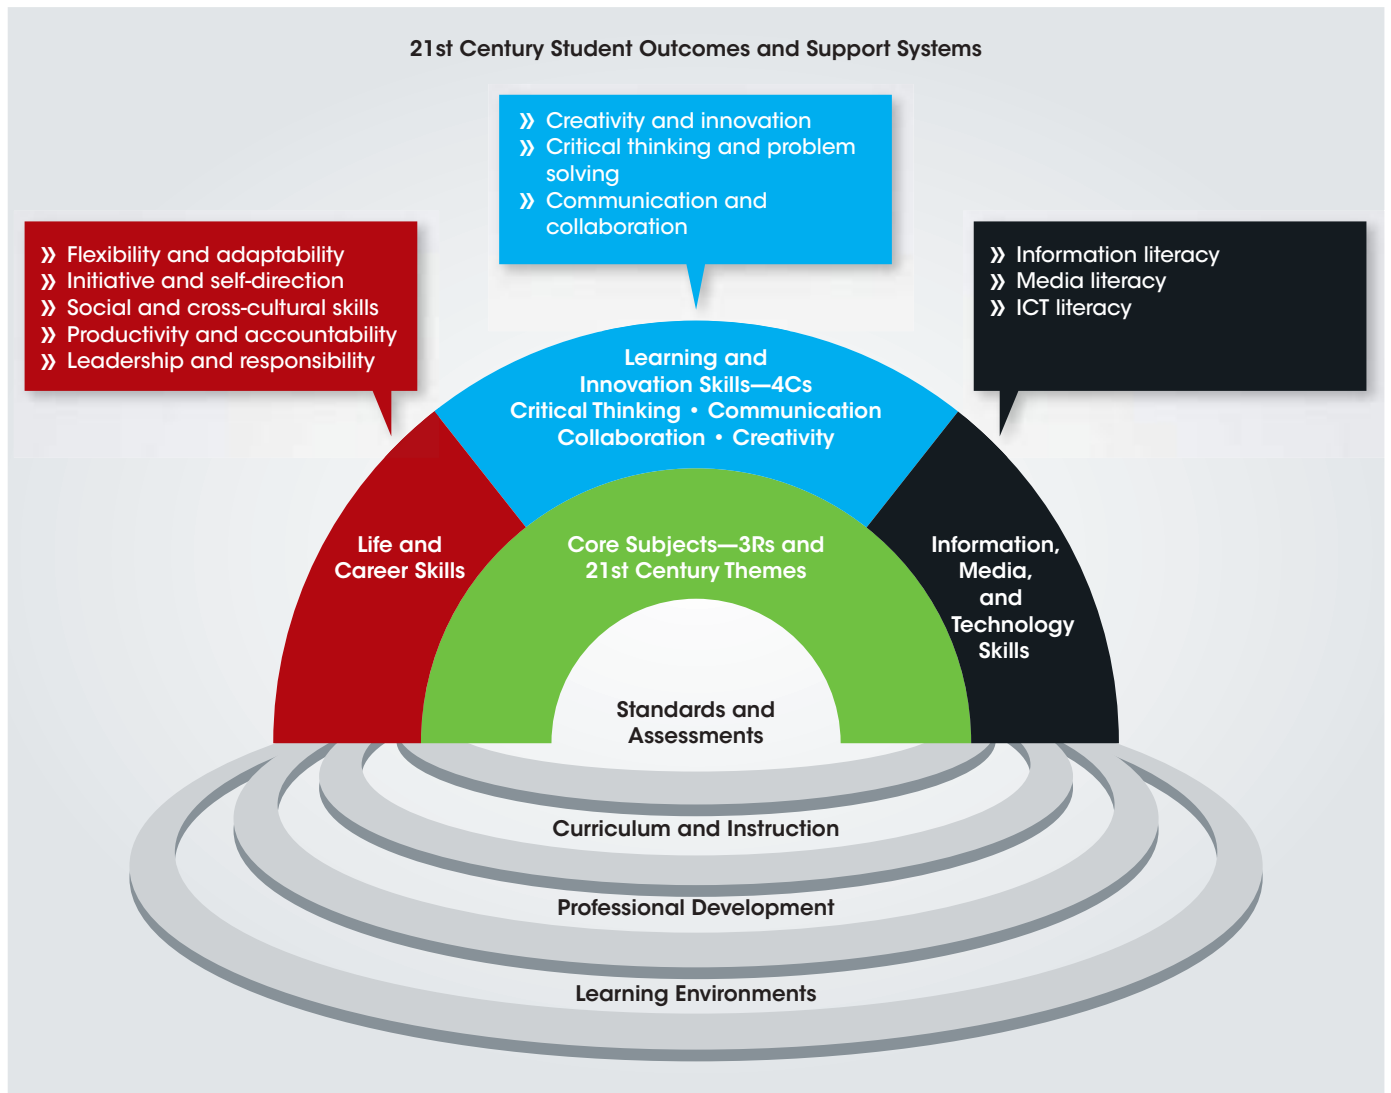 21st Century Student Outcomes and Support Systems
» Creativity and innovation
» Critical thinking and problem
solving
» Communication and
collaboration
» Flexibility and adaptability
» Initiative and self-direction
» Social and cross-cultural skills
» Productivity and accountability
» Leadership and responsibility
» Information literacy
» Media literacy
» ICT literacy
Learning and
Innovation Skills—4Cs
Critical Thinking • Communication
Collaboration • Creativity
Life and
Career Skills
Core Subjects—3Rs and
21st Century Themes
Information,
Media,
and
Technology
Skills
Standards and
Assessments
Curriculum and Instruction
Professional Development
Learning Environments